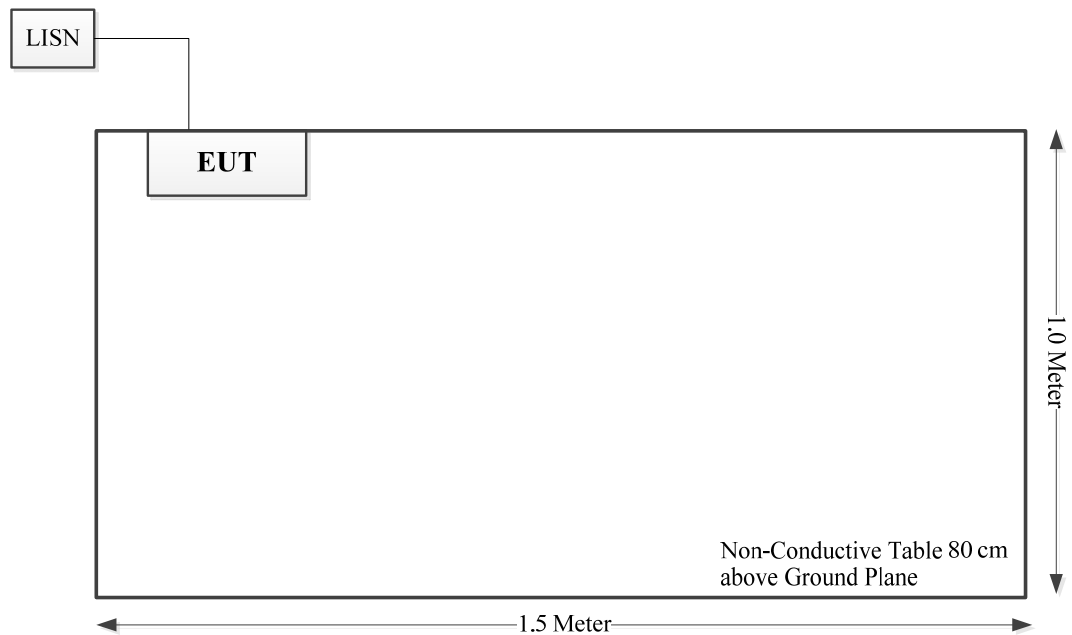 LISN
EUT
1.0 Meter
Non-Conductive Table 80 cm
above Ground Plane
1.5 Meter